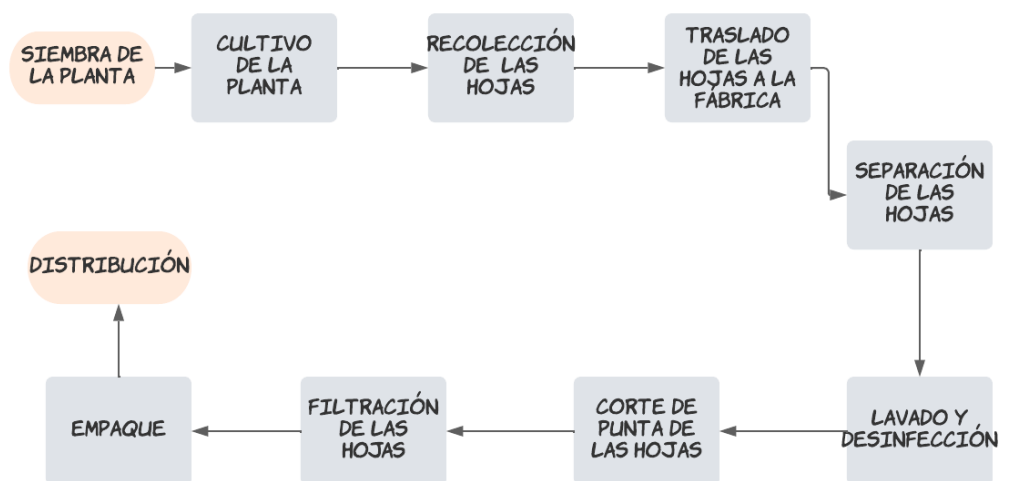 SIEMBRA DE
LA PLANTA
CULTIVO
DE LA
PLANTA
RECOLECCIÓN
DE LAS
HOJAS
TRASLADO
DE LAS
HOJAS A LA
FÁBRICA
SEPARACIÓN
DE LAS
HOJAS
LAVADO Y
DESINFECCIÓN
CORTE DE
PUNTA DE
LAS HOJAS
FILTRACIÓN
DE LAS
HOJAS
EMPAQUE
DISTRIBUCIÓN